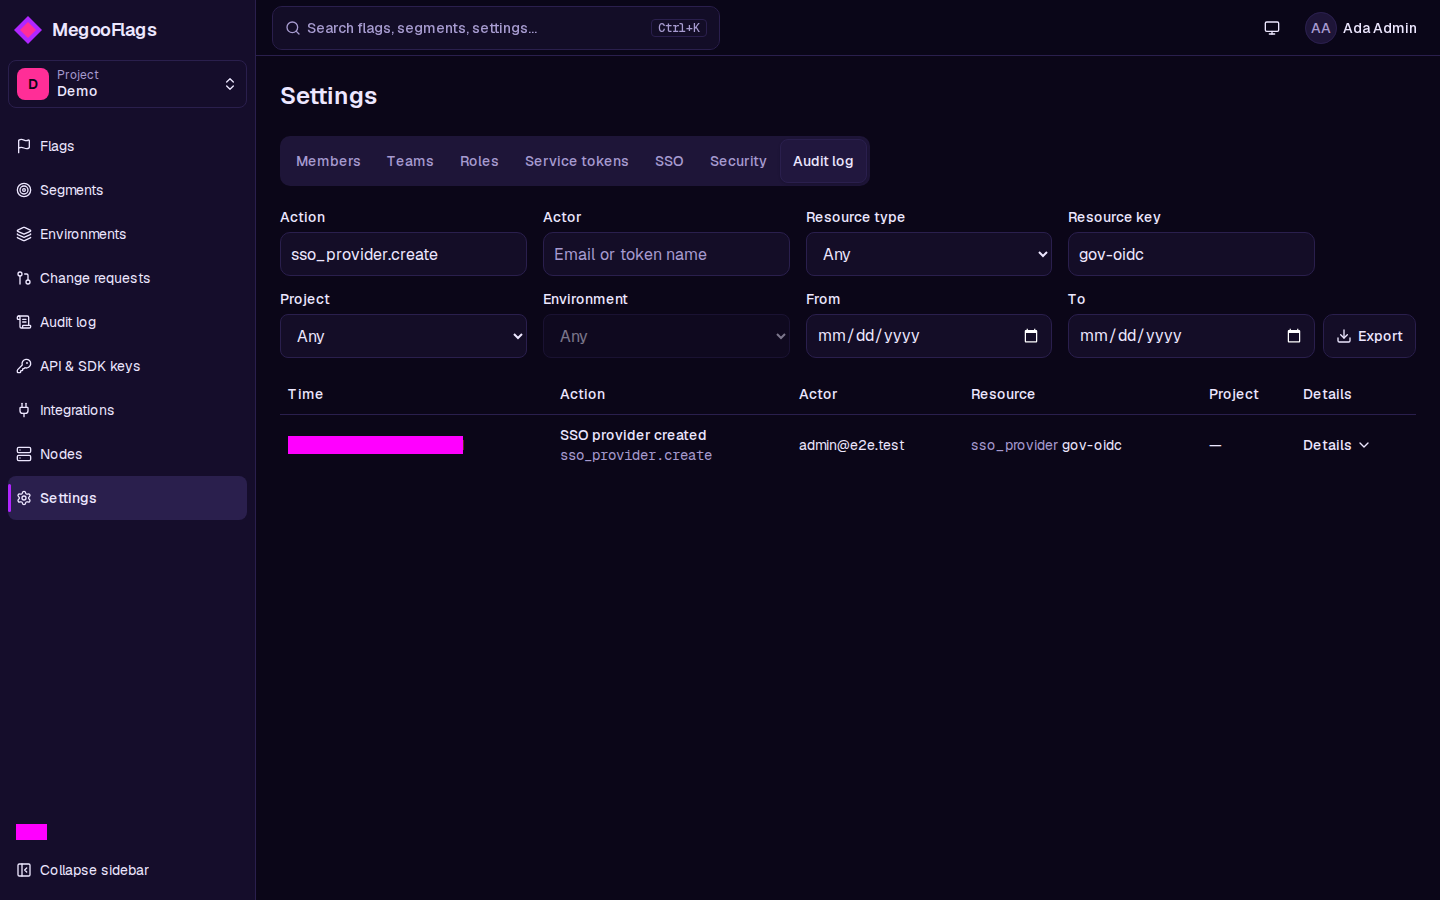 MegooFlags
Search flags, segments, settings...
Ctrl+K
AA
Ada Admin
D
Project
Demo
Flags
Segments
Environments
Change requests
Audit log
API & SDK keys
Integrations
Nodes
Settings
Collapse sidebar
Settings
Members
Teams
Roles
Service tokens
SSO
Security
Audit log
Action
Actor
Resource type
Resource key
sso_provider.create
Email or token name
Any
gov-oidc
Project
Environment
From
To
Any
Any
mm/dd/yyyy
mm/dd/yyyy
Export
Time
Action
Actor
Resource
Project
Details
SSO provider created
sso_provider.create
admin@e2e.test
sso_provider gov-oidc
—
Details